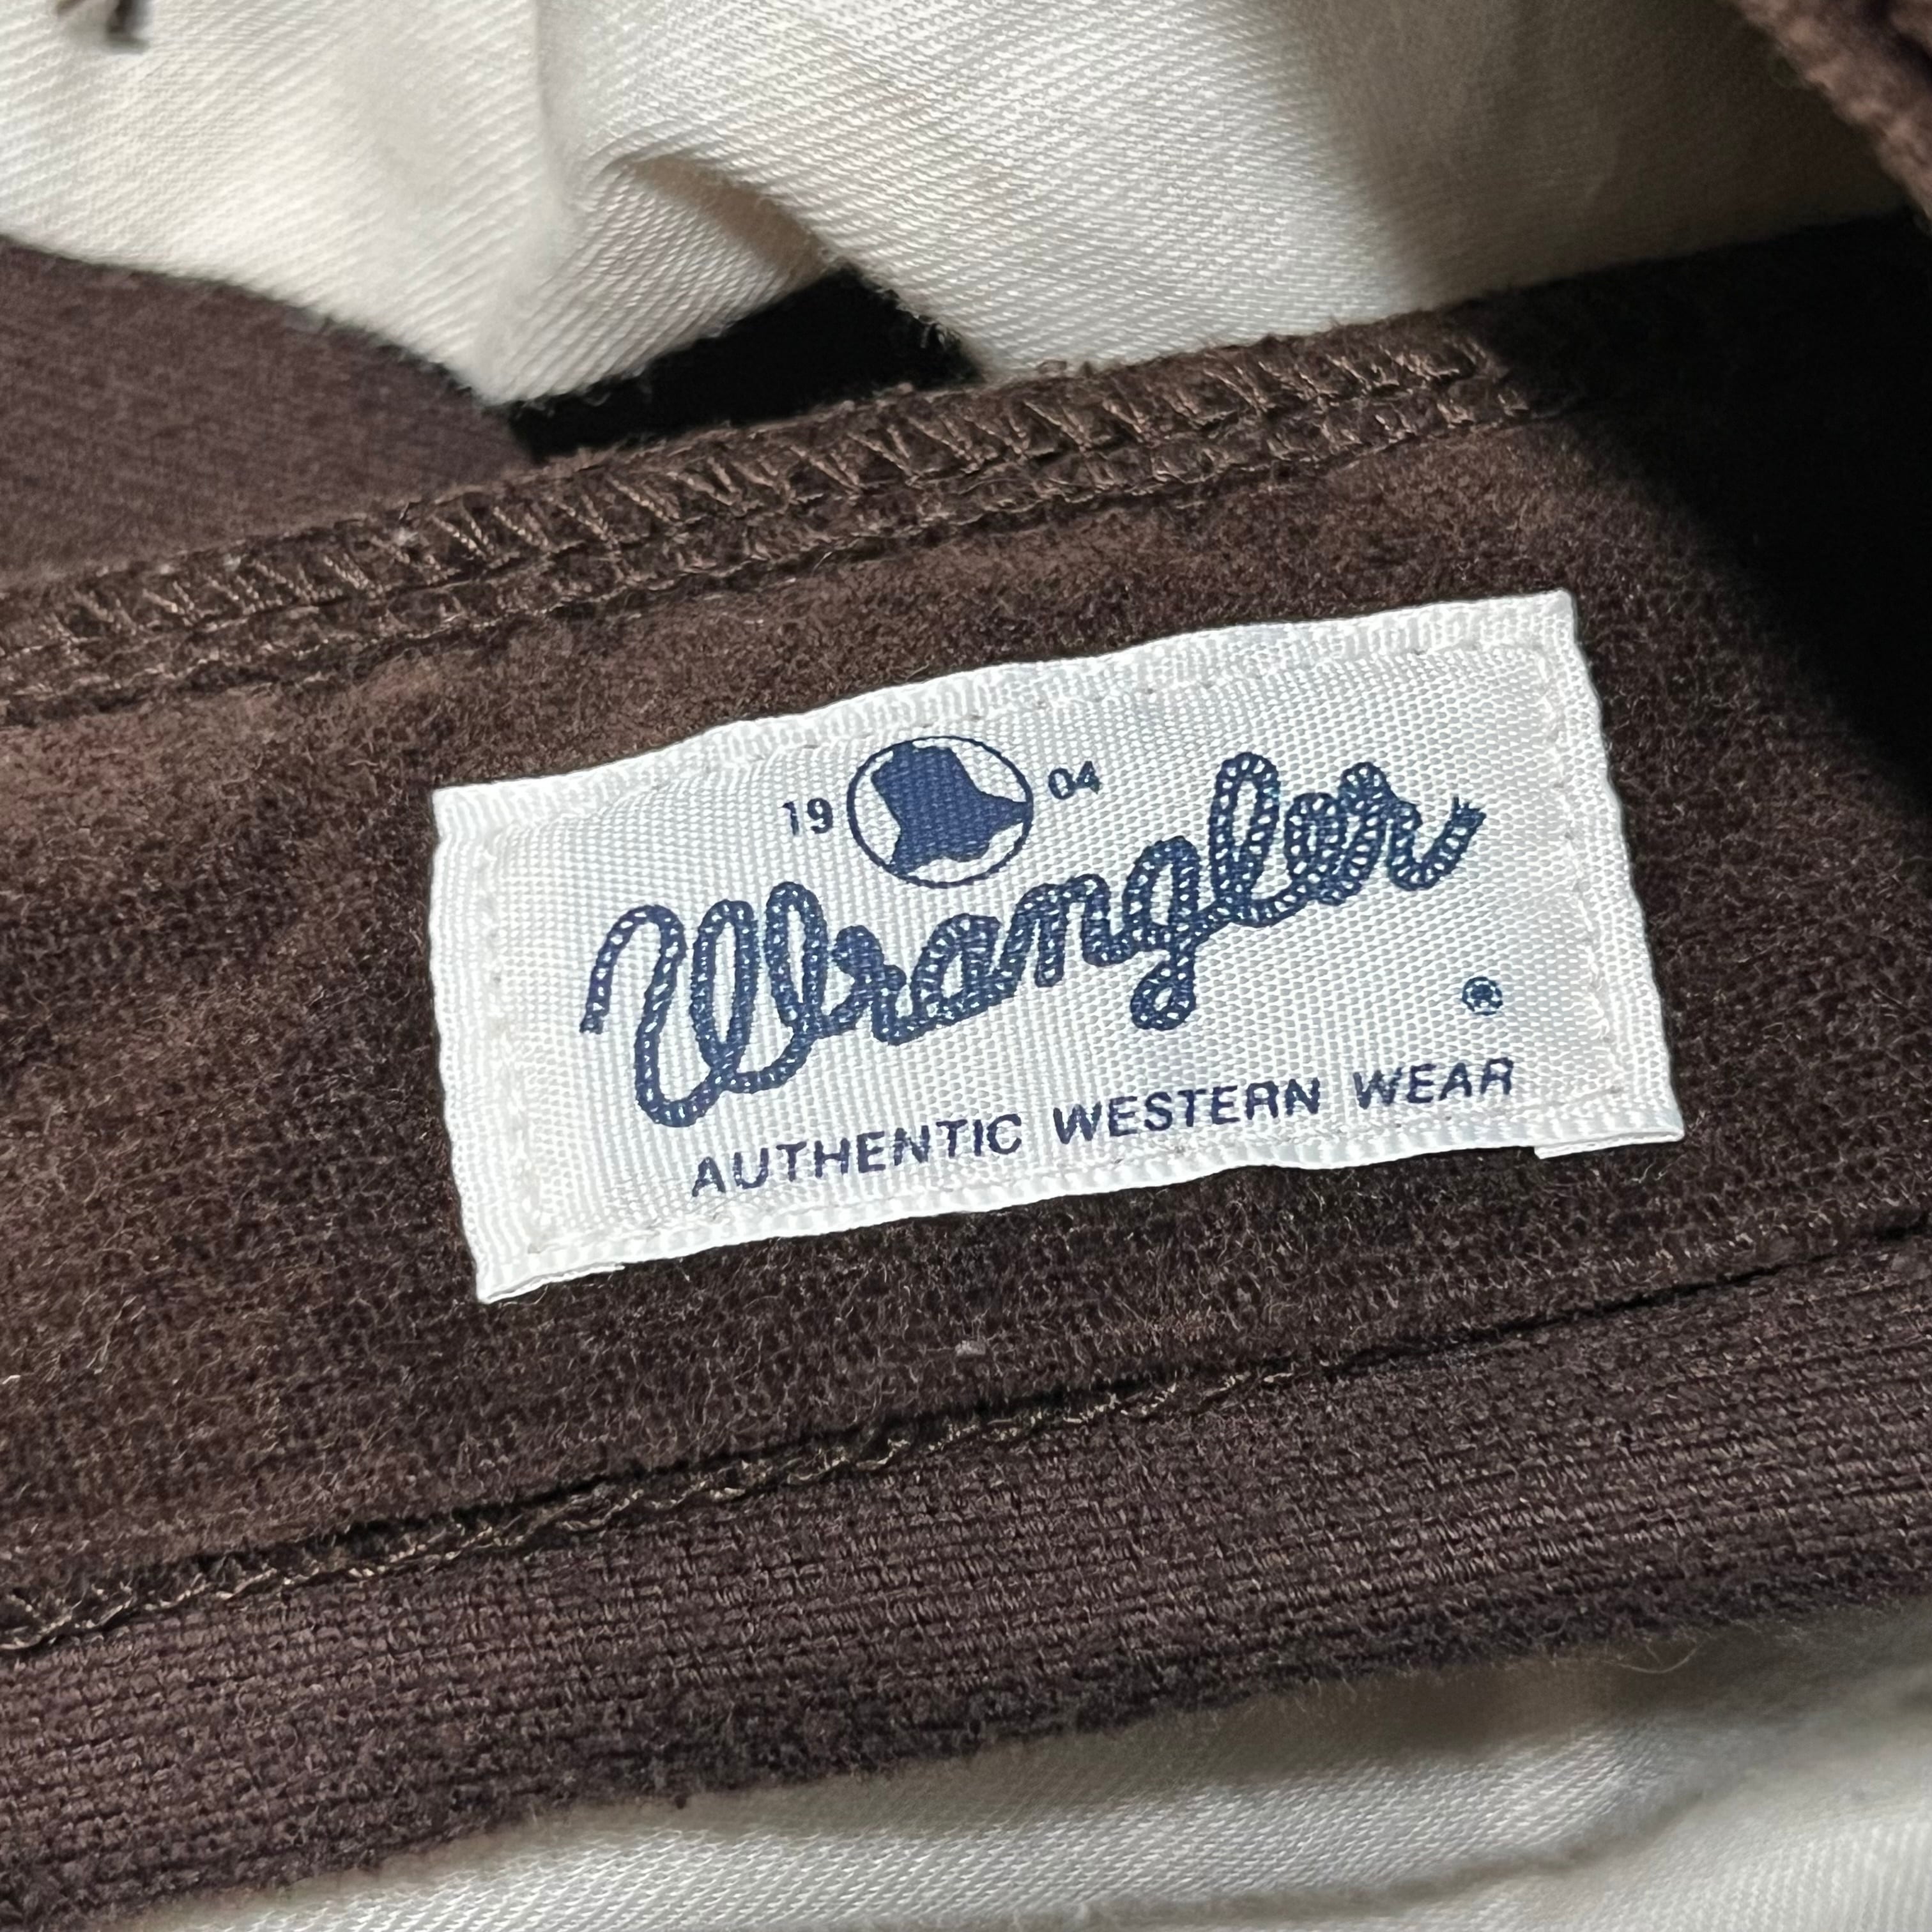 19 04
Wrangler
®
AUTHENTIC WESTERN WEAR